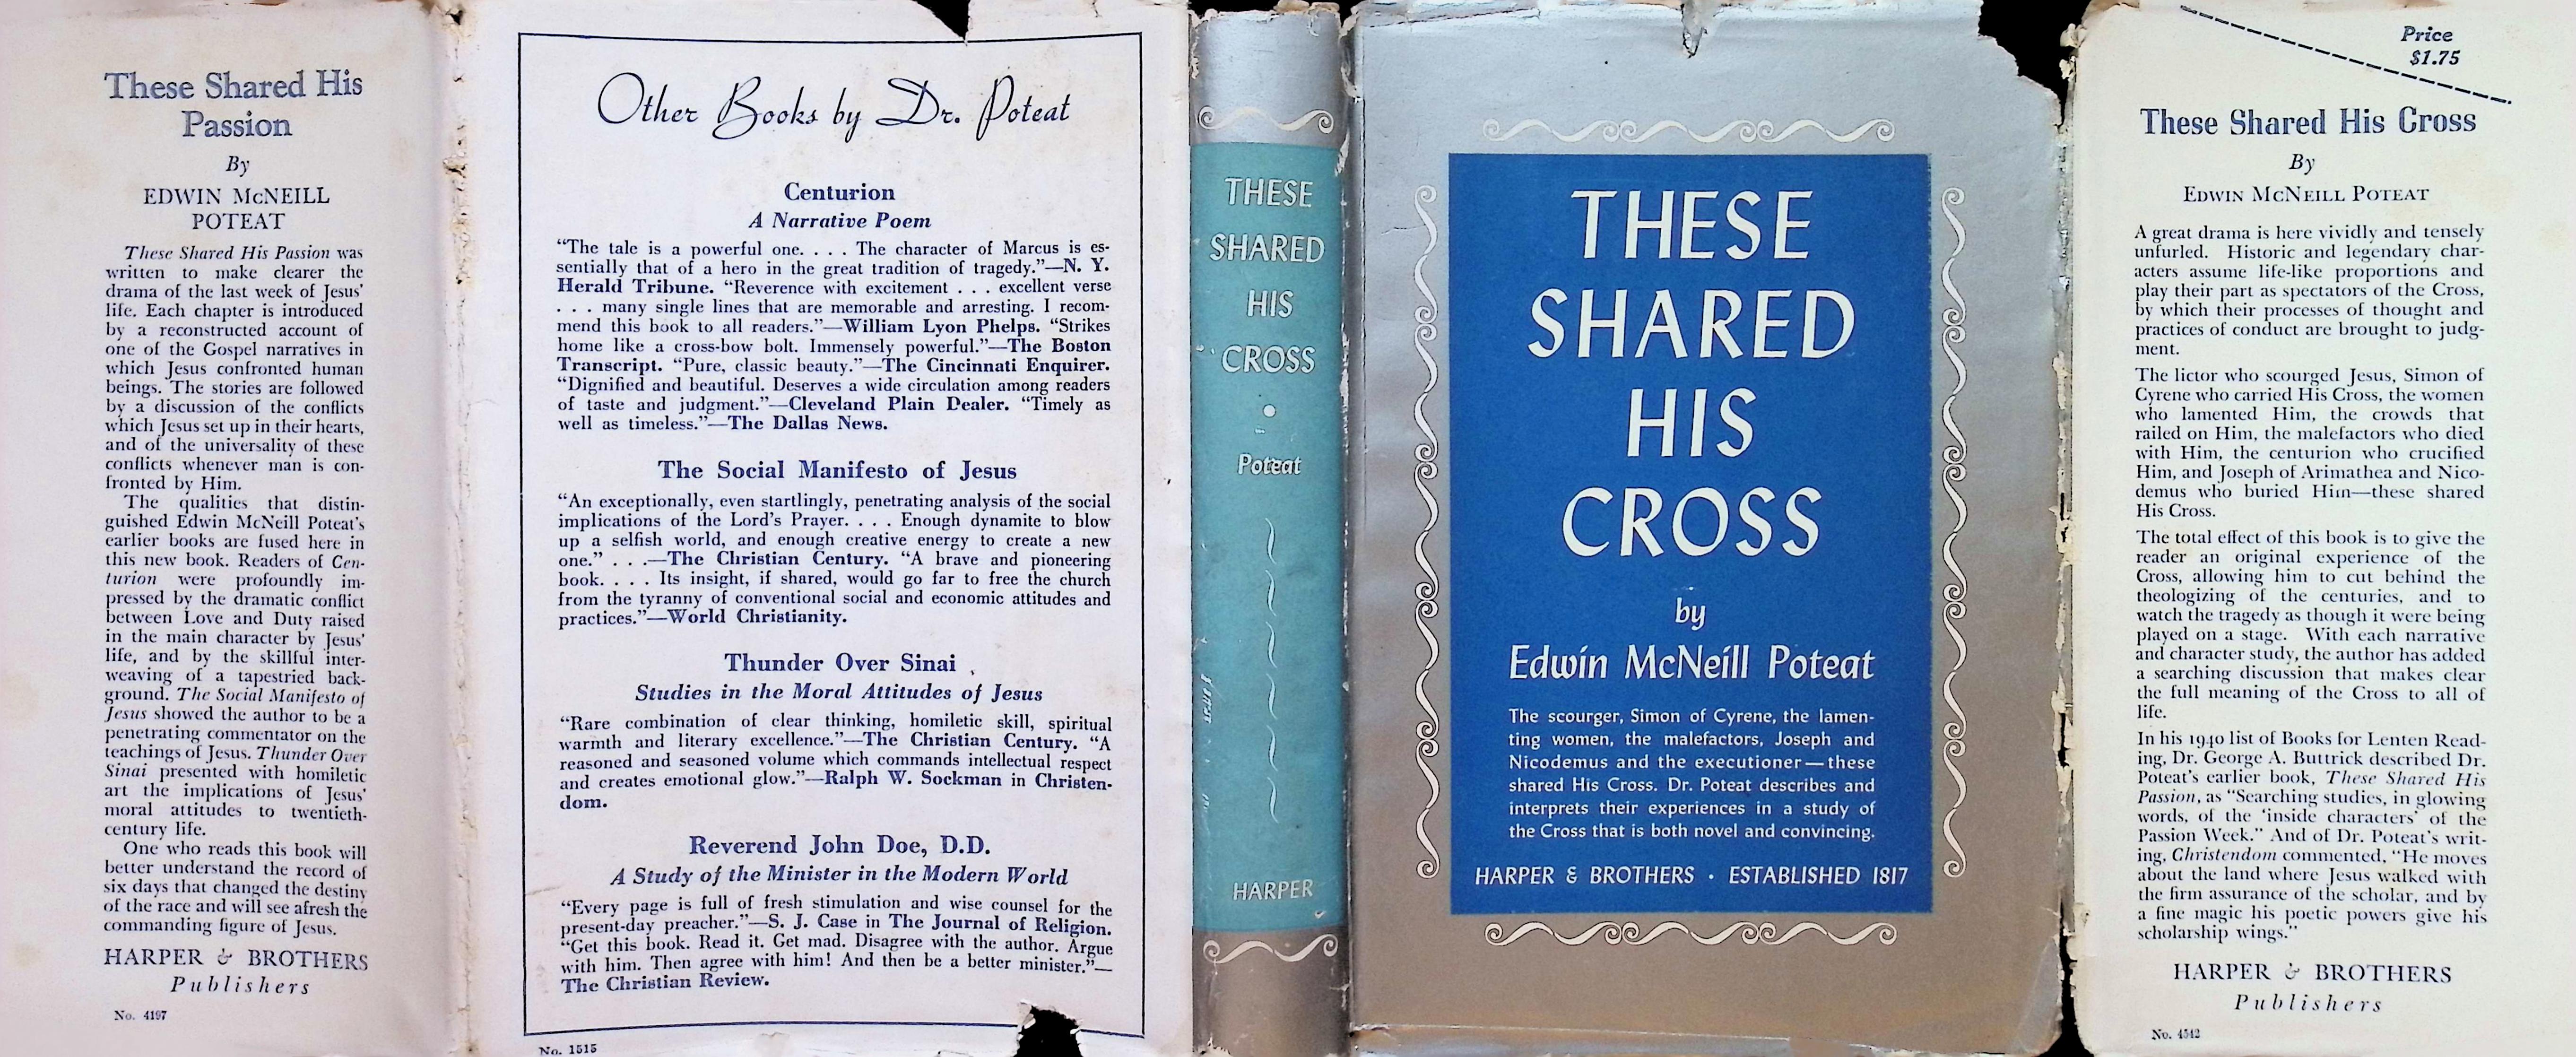 These Shared His
Passion
By
EDWIN McNEILL
POTEAT
These Shared His Passion was
written to make clearer the
drama of the last week of Jesus'
life. Each chapter is introduced
by a reconstructed account of
one of the Gospel narratives in
which Jesus confronted human
beings. The stories are followed
by a discussion of the conflicts
which Jesus set up in their hearts,
and of the universality of these
conflicts whenever man is con-
fronted by Him.
The qualities that distin-
guished Edwin McNeill Poteat's
earlier books are fused here in
this new book. Readers of Cen-
turion were profoundly im-
pressed by the dramatic conflict
between Love and Duty raised
in the main character by Jesus'
life, and by the skillful inter-
weaving of a tapestried back-
ground. The Social Manifesto of
Jesus showed the author to be a
penetrating commentator on the
teachings of Jesus. Thunder Over
Sinai presented with homiletic
art the implications of Jesus'
moral attitudes to twentieth-
century life.
One who reads this book will
better understand the record of
six days that changed the destiny
of the race and will see afresh the
commanding figure of Jesus.
HARPER & BROTHERS
Publishers
No. 4197
Other Books by Dr. Poteat
Centurion
A Narrative Poem
“The tale is a powerful one. . . . The character of Marcus is es-
sentially that of a hero in the great tradition of tragedy.”—N. Y.
Herald Tribune. “Reverence with excitement . . . excellent verse
. . . many single lines that are memorable and arresting. I recom-
mend this book to all readers.”—William Lyon Phelps. “Strikes
home like a cross-bow bolt. Immensely powerful.”—The Boston
Transcript. “Pure, classic beauty.”—The Cincinnati Enquirer.
“Dignified and beautiful. Deserves a wide circulation among readers
of taste and judgment.”—Cleveland Plain Dealer. “Timely as
well as timeless.”—The Dallas News.
The Social Manifesto of Jesus
“An exceptionally, even startlingly, penetrating analysis of the social
implications of the Lord's Prayer. . . . Enough dynamite to blow
up a selfish world, and enough creative energy to create a new
one.” . . .—The Christian Century. “A brave and pioneering
book. . . . Its insight, if shared, would go far to free the church
from the tyranny of conventional social and economic attitudes and
practices.”—World Christianity.
Thunder Over Sinai
Studies in the Moral Attitudes of Jesus
“Rare combination of clear thinking, homiletic skill, spiritual
warmth and literary excellence.”—The Christian Century. “A
reasoned and seasoned volume which commands intellectual respect
and creates emotional glow.”—Ralph W. Sockman in Christen-
dom.
Reverend John Doe, D.D.
A Study of the Minister in the Modern World
“Every page is full of fresh stimulation and wise counsel for the
present-day preacher.”—S. J. Case in The Journal of Religion.
“Get this book. Read it. Get mad. Disagree with the author. Argue
with him. Then agree with him! And then be a better minister.”—
The Christian Review.
No. 1515
THESE
SHARED
HIS
CROSS
•
Poteat
HARPER
THESE
SHARED
HIS
CROSS
by
Edwin McNeill Poteat
The scourger, Simon of Cyrene, the lamen-
ting women, the malefactors, Joseph and
Nicodemus and the executioner—these
shared His Cross. Dr. Poteat describes and
interprets their experiences in a study of
the Cross that is both novel and convincing.
HARPER & BROTHERS • ESTABLISHED 1817
Price
$1.75
These Shared His Cross
By
EDWIN MCNEILL POTEAT
A great drama is here vividly and tensely
unfurled. Historic and legendary char-
acters assume life-like proportions and
play their part as spectators of the Cross,
by which their processes of thought and
practices of conduct are brought to judg-
ment.
The lictor who scourged Jesus, Simon of
Cyrene who carried His Cross, the women
who lamented Him, the crowds that
railed on Him, the malefactors who died
with Him, the centurion who crucified
Him, and Joseph of Arimathea and Nico-
demus who buried Him—these shared
His Cross.
The total effect of this book is to give the
reader an original experience of the
Cross, allowing him to cut behind the
theologizing of the centuries, and to
watch the tragedy as though it were being
played on a stage. With each narrative
and character study, the author has added
a searching discussion that makes clear
the full meaning of the Cross to all of
life.
In his 1940 list of Books for Lenten Read-
ing, Dr. George A. Buttrick described Dr.
Poteat's earlier book, These Shared His
Passion, as “Searching studies, in glowing
words, of the ‘inside characters’ of the
Passion Week.” And of Dr. Poteat's writ-
ing, Christendom commented, “He moves
about the land where Jesus walked with
the firm assurance of the scholar, and by
a fine magic his poetic powers give his
scholarship wings.”
HARPER & BROTHERS
Publishers
No. 4542